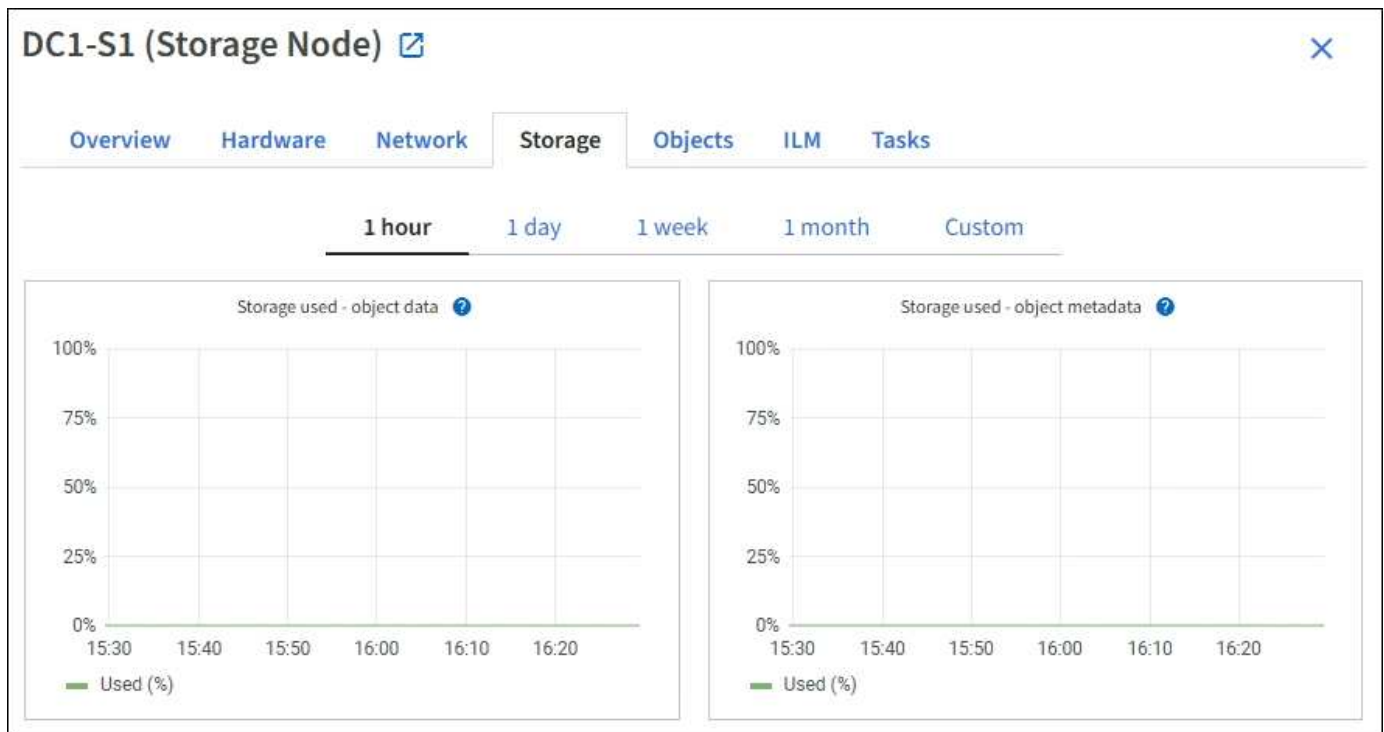 DC1-S1 (Storage Node)
Overview Hardware Network Storage Objects ILM Tasks
1 hour 1 day 1 week 1 month Custom
Storage used - object data ?
100%
75%
50%
25%
0%
15:30 15:40 15:50 16:00 16:10 16:20
Used (%)
Storage used - object metadata ?
100%
75%
50%
25%
0%
15:30 15:40 15:50 16:00 16:10 16:20
Used (%)